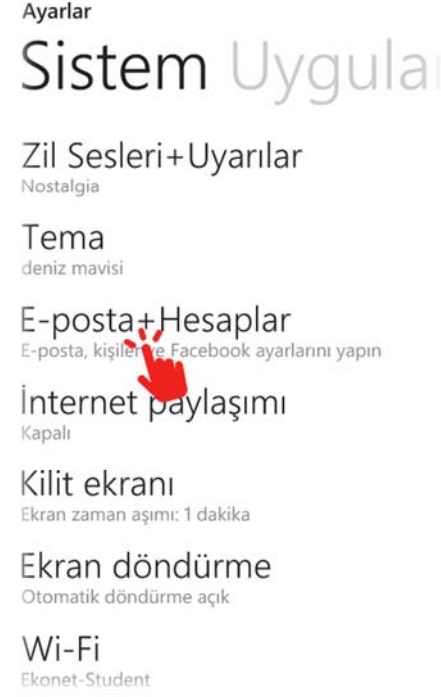 Ayarlar
Sistem Uygula
Zil Sesleri+Uyarılar
Nostalgia
Tema
deniz mavisi
E-posta+Hesaplar
E-posta, kişiler ve Facebook ayarlarını yapın
İnternet paylaşımı
Kapalı
Kilit ekranı
Ekran zaman aşımı: 1 dakika
Ekran döndürme
Otomatik döndürme açık
Wi-Fi
Ekonet-Student